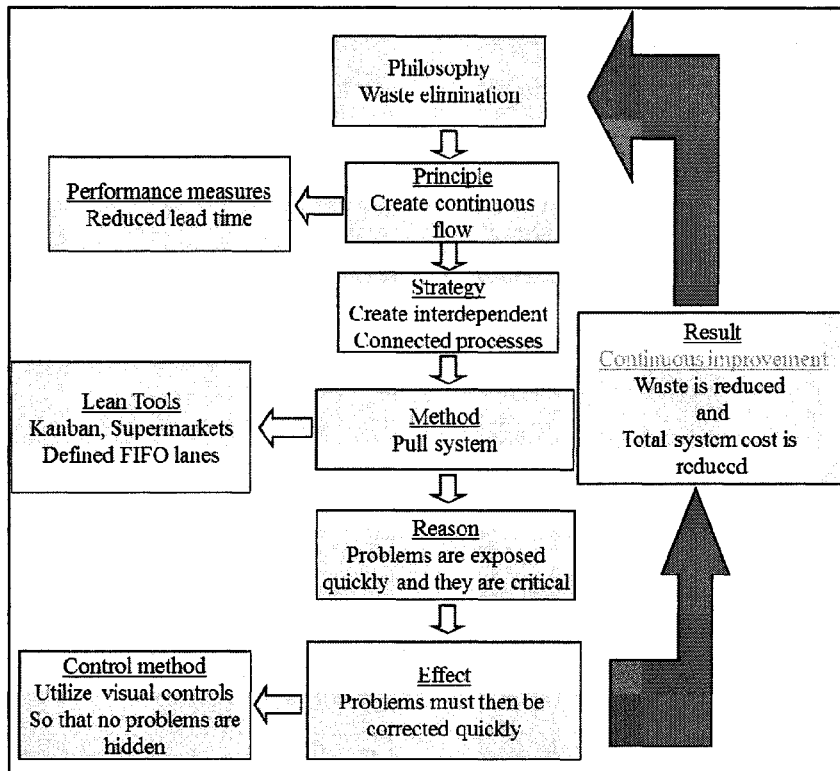 Philosophy
Waste elimination
Principle
Create continuous
flow
Performance measures
Reduced lead time
Strategy
Create interdependent
Connected processes
Method
Pull system
Lean Tools
Kanban, Supermarkets
Defined FIFO lanes
Reason
Problems are exposed
quickly and they are critical
Effect
Problems must then be
corrected quickly
Control method
Utilize visual controls
So that no problems are
hidden
Result
Continuous improvement
Waste is reduced
and
Total system cost is
reduced